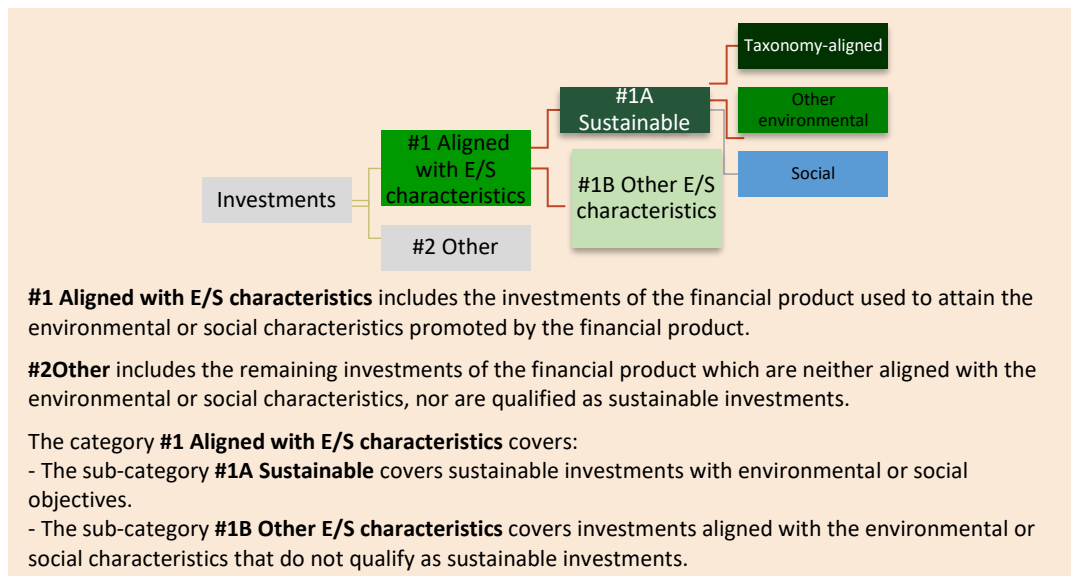 Taxonomy-aligned
#1A
Sustainable
Other
environmental
#1 Aligned
with E/S
characteristics
Social
#1B Other E/S
characteristics
Investments
#2 Other
#1 Aligned with E/S characteristics includes the investments of the financial product used to attain the
environmental or social characteristics promoted by the financial product.
#2Other includes the remaining investments of the financial product which are neither aligned with the
environmental or social characteristics, nor are qualified as sustainable investments.
The category #1 Aligned with E/S characteristics covers:
- The sub-category #1A Sustainable covers sustainable investments with environmental or social
objectives.
- The sub-category #1B Other E/S characteristics covers investments aligned with the environmental or
social characteristics that do not qualify as sustainable investments.